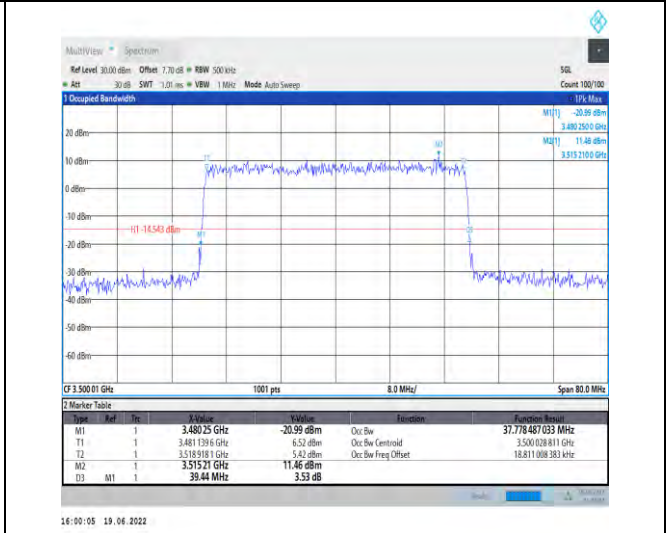 MultiView Spectrum
Ref Level 30.00 dBm Offset 7.70 dB RBW 500 kHz SGL
Att 30 dB SWT 1.01 ms VBW 1 MHz Mode Auto Sweep Count 100/100
1 Occupied Bandwidth 1Pk Max
M1[1] -20.99 dBm
3.480 250 0 GHz
M2[1] 11.46 dBm
3.515 210 0 GHz
20 dBm
M2
T1
10 dBm
0 dBm
-10 dBm
H1 -14.543 dBm
M1
D3
-20 dBm
-30 dBm
-40 dBm
-50 dBm
-60 dBm
CF 3.500 01 GHz 1001 pts 8.0 MHz/ Span 80.0 MHz
2 Marker Table
Type Ref Trc X-Value Y-Value Function Function Result
M1 1 3.48025 GHz -20.99 dBm Occ Bw 37.778 487 033 MHz
T1 1 3.481 139 6 GHz 6.52 dBm Occ Bw Centroid 3.500 028 811 GHz
T2 1 3.518 918 1 GHz 5.42 dBm Occ Bw Freq Offset 18.811 008 383 kHz
M2 1 3.51521 GHz 11.46 dBm
D3 M1 1 39.44 MHz 3.53 dB
Ready
16:00:05 19.06.2022